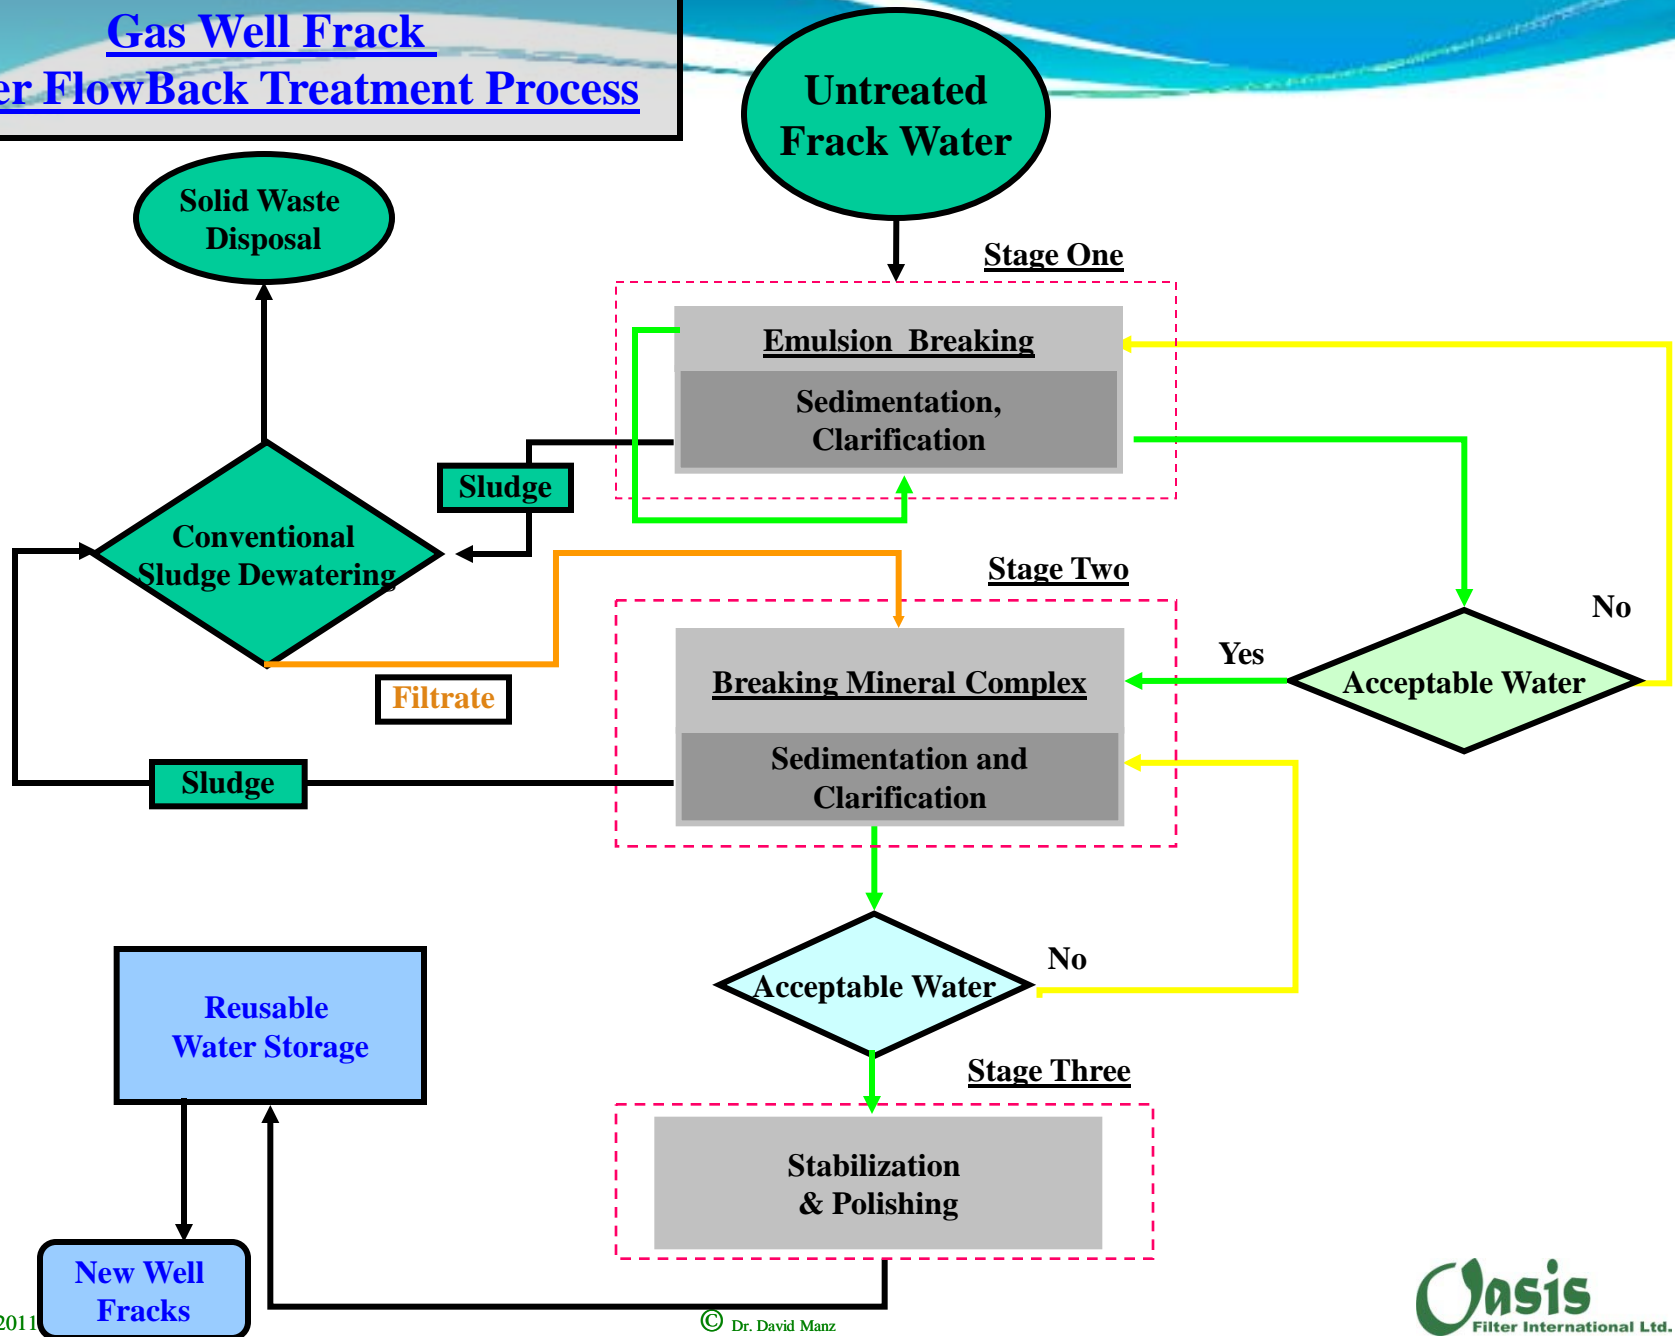 Gas Well Frack
er FlowBack Treatment Process
Untreated
Frack Water
Solid Waste
Disposal
Stage One
Emulsion Breaking
Sedimentation,
Clarification
Sludge
Conventional
Sludge Dewatering
Stage Two
No
Yes
Acceptable Water
Breaking Mineral Complex
Filtrate
Sedimentation and
Clarification
Sludge
No
Acceptable Water
Reusable
Water Storage
Stage Three
Stabilization
& Polishing
New Well
Fracks
2011
© Dr. David Manz
Oasis
Filter International Ltd.